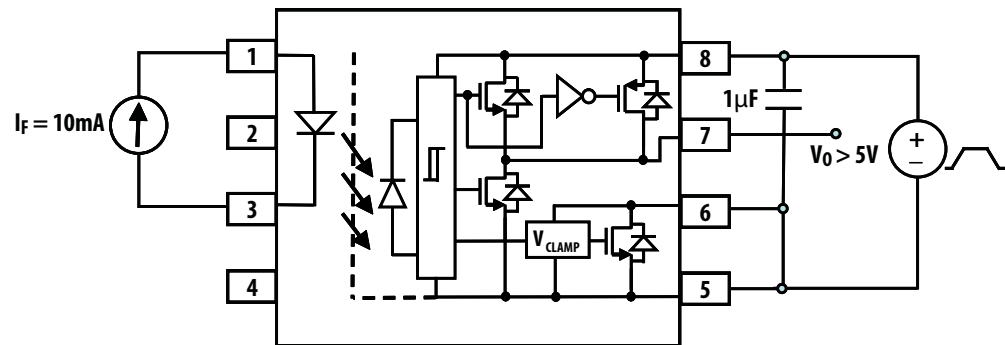 1
8
I_F = 10mA
1μF
2
7
V_O > 5V
+
−
3
6
V_CLAMP
4
5